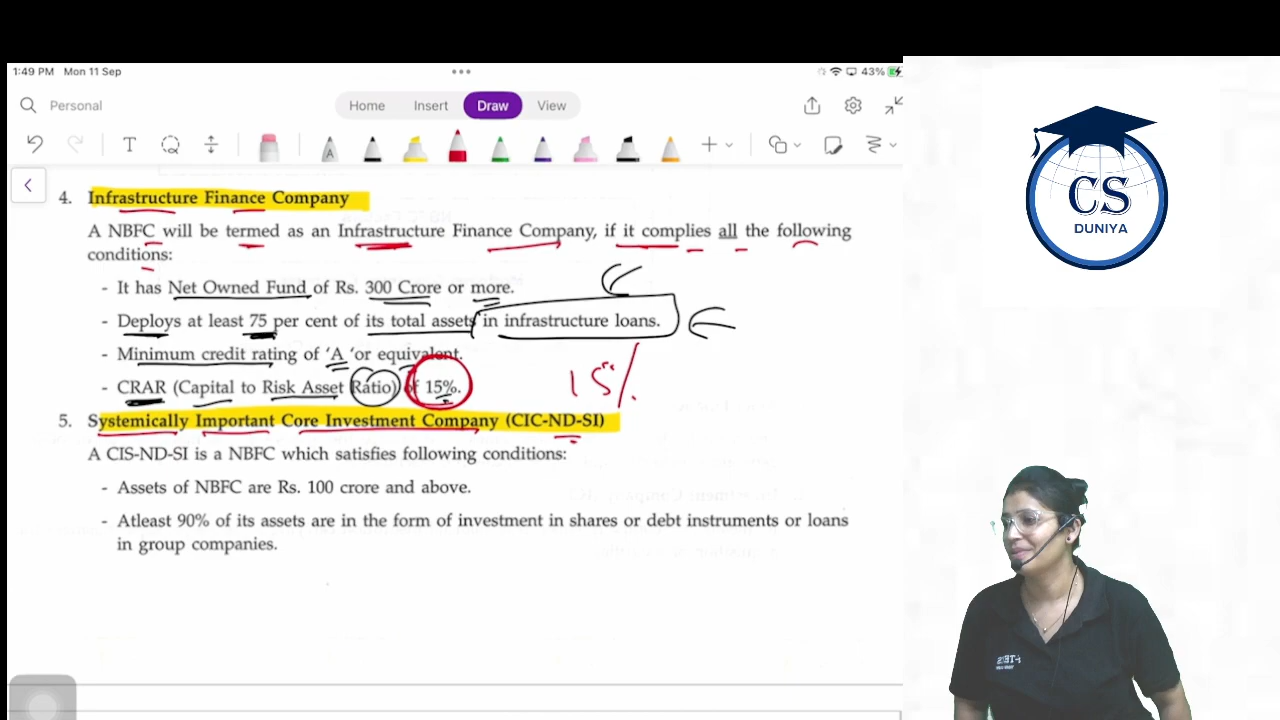 1:49 PM Mon 11 Sep
43%
Personal
Home Insert Draw View
4. Infrastructure Finance Company
A NBFC will be termed as an Infrastructure Finance Company, if it complies all the following
conditions:
- It has Net Owned Fund of Rs. 300 Crore or more.
- Deploys at least 75 per cent of its total assets in infrastructure loans.
- Minimum credit rating of 'A 'or equivalent.
- CRAR (Capital to Risk Asset Ratio) of 15%.
15%
5. Systemically Important Core Investment Company (CIC-ND-SI)
A CIS-ND-SI is a NBFC which satisfies following conditions:
- Assets of NBFC are Rs. 100 crore and above.
- Atleast 90% of its assets are in the form of investment in shares or debt instruments or loans
in group companies.
CS
DUNIYA